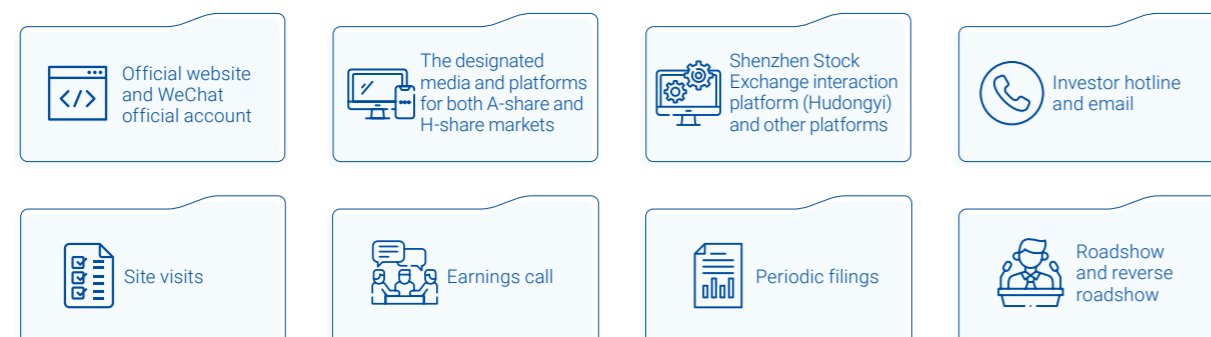 Official website
and WeChat
official account
The designated
media and platforms
for both A-share and
H-share markets
Shenzhen Stock
Exchange interaction
platform (Hudongyi)
and other platforms
Investor hotline
and email
Site visits
Earnings call
Periodic filings
Roadshow
and reverse
roadshow